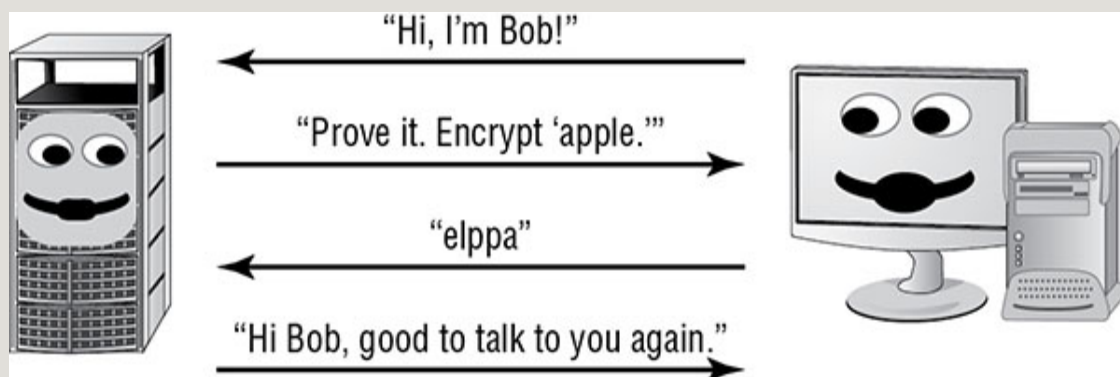 “Hi, I’m Bob!”
“Prove it. Encrypt ‘apple.’”
“elppa”
“Hi Bob, good to talk to you again.”